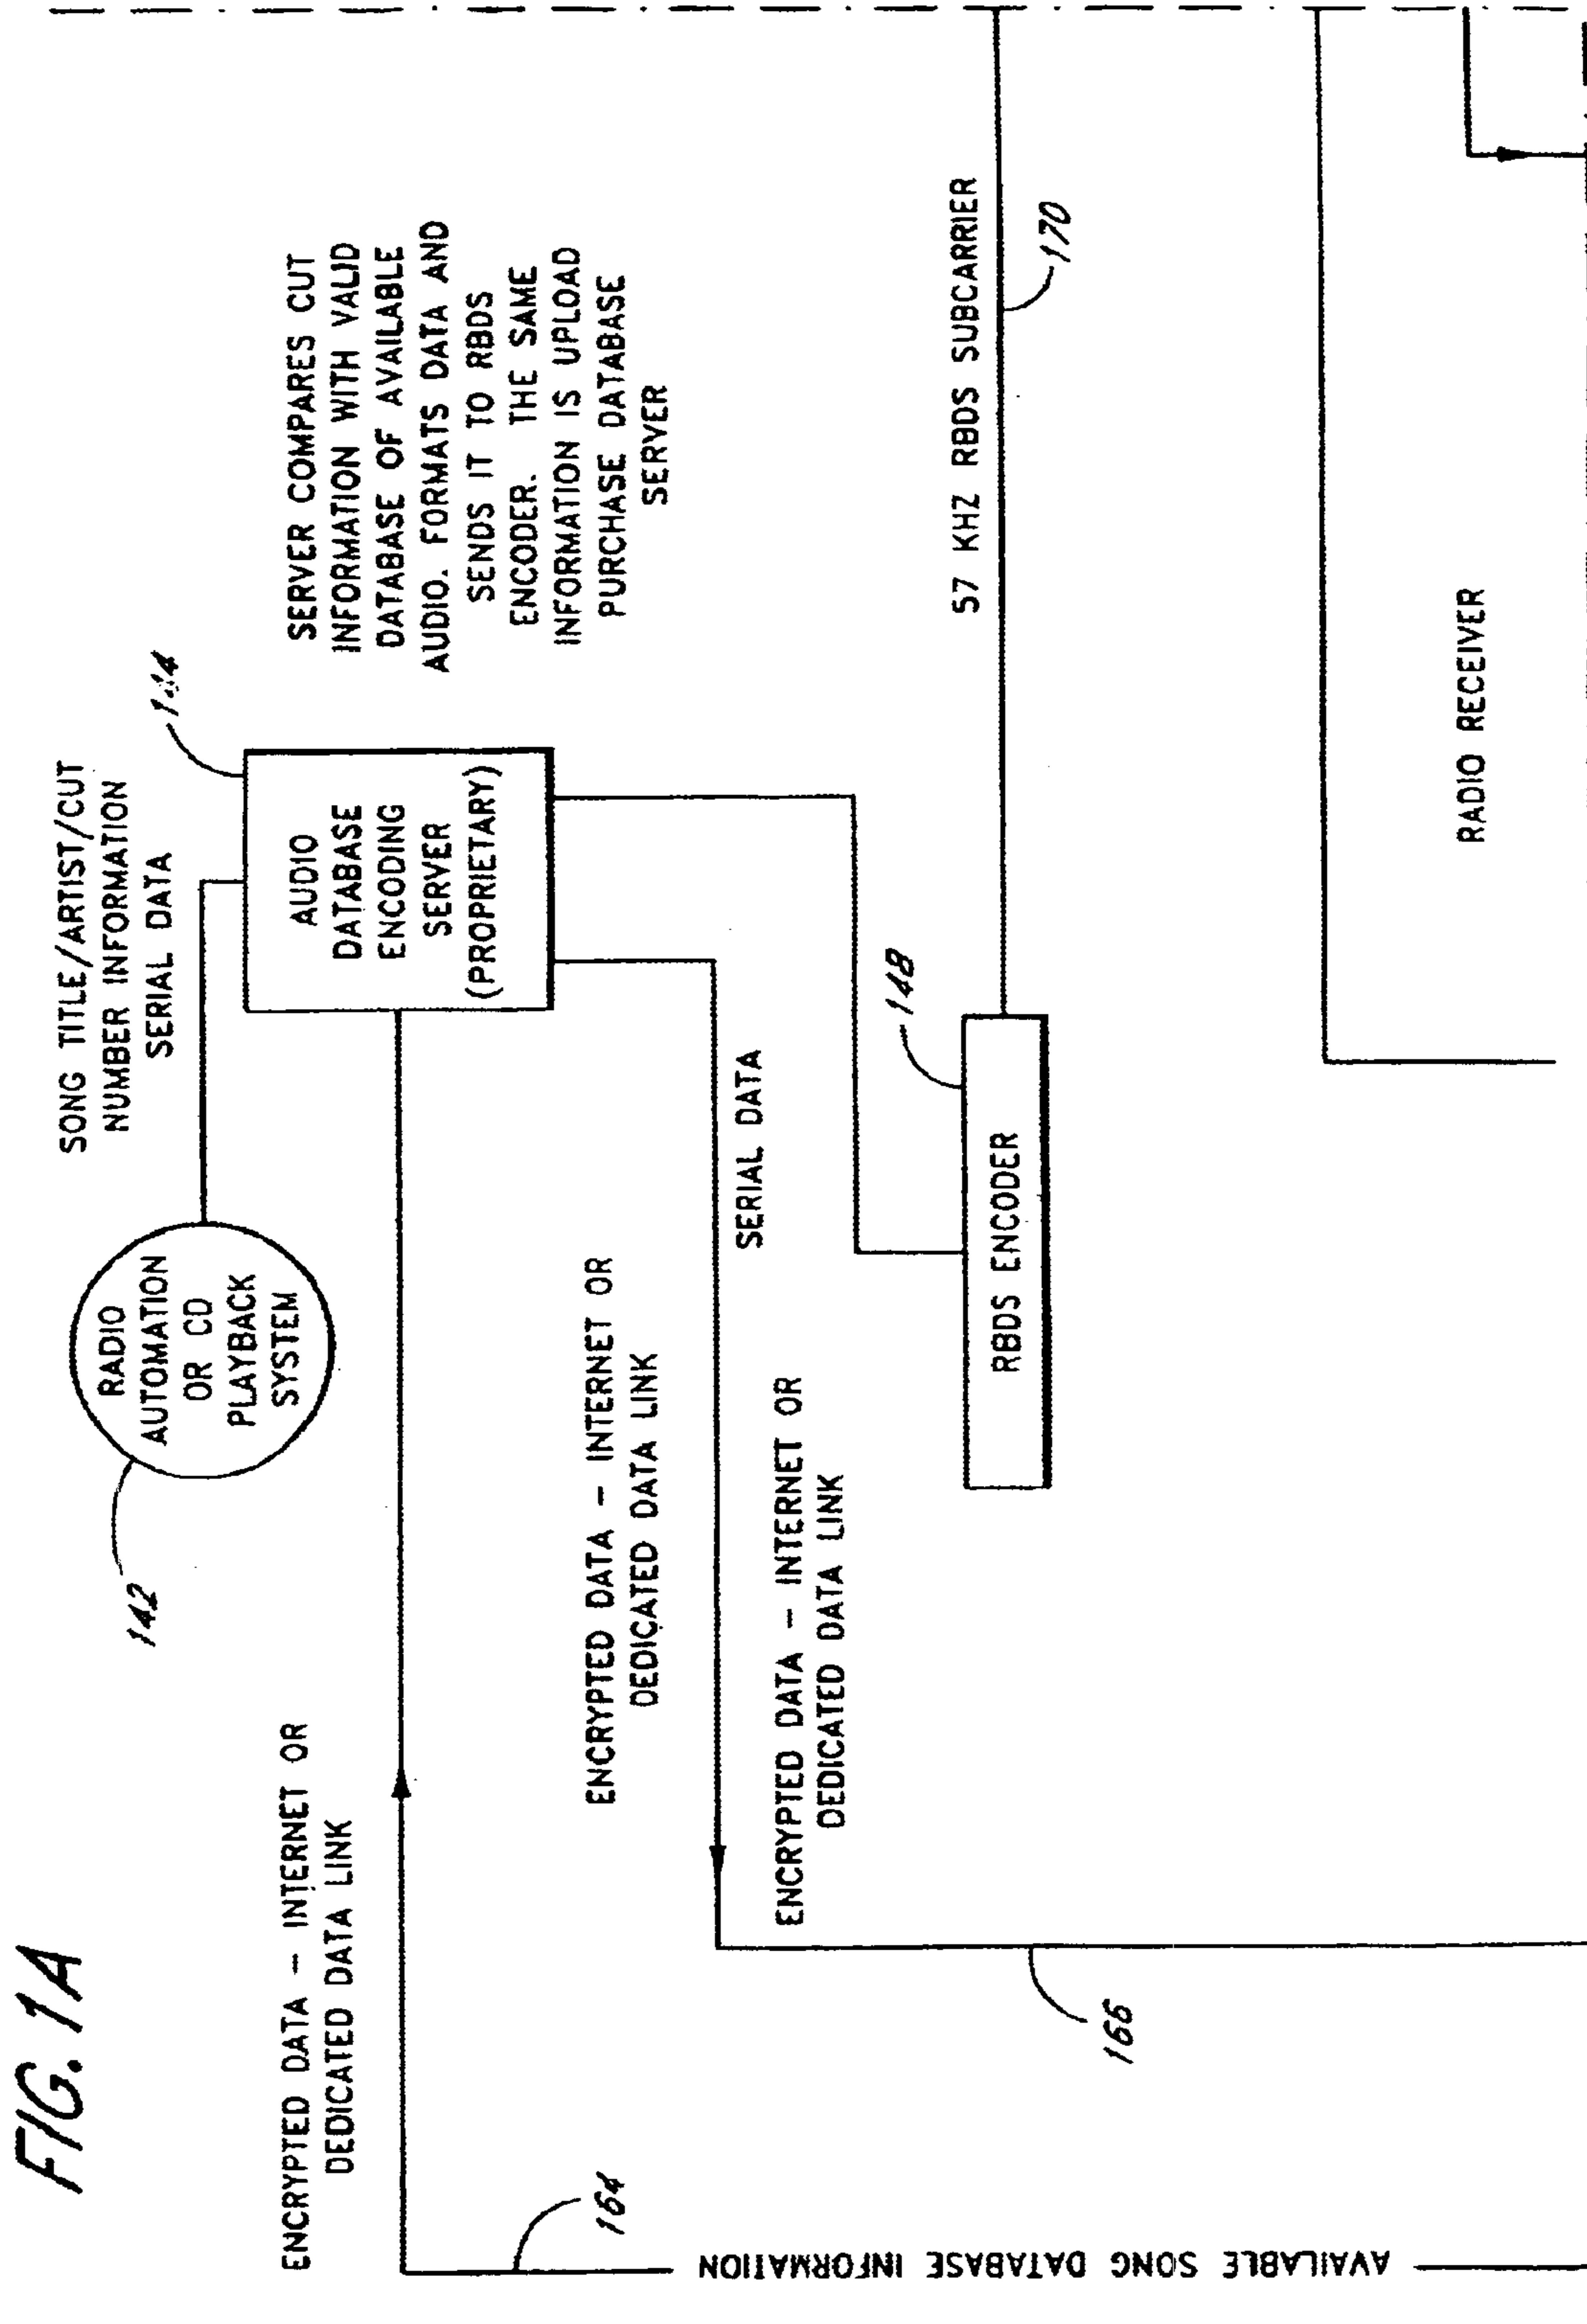 FIG. 1A
SONG TITLE/ARTIST/CUT
NUMBER INFORMATION
SERIAL DATA
RADIO
AUTOMATION
OR CD
PLAYBACK
SYSTEM
142
144
AUDIO
DATABASE
ENCODING
SERVER
(PROPRIETARY)
SERVER COMPARES CUT
INFORMATION WITH VALID
DATABASE OF AVAILABLE
AUDIO. FORMATS DATA AND
SENDS IT TO RBDS
ENCODER. THE SAME
INFORMATION IS UPLOAD
PURCHASE DATABASE
SERVER
ENCRYPTED DATA – INTERNET OR
DEDICATED DATA LINK
164
AVAILABLE SONG DATABASE INFORMATION
ENCRYPTED DATA – INTERNET OR
DEDICATED DATA LINK
SERIAL DATA
ENCRYPTED DATA – INTERNET OR
DEDICATED DATA LINK
166
148
RBDS ENCODER
57 KHZ RBDS SUBCARRIER
170
RADIO RECEIVER